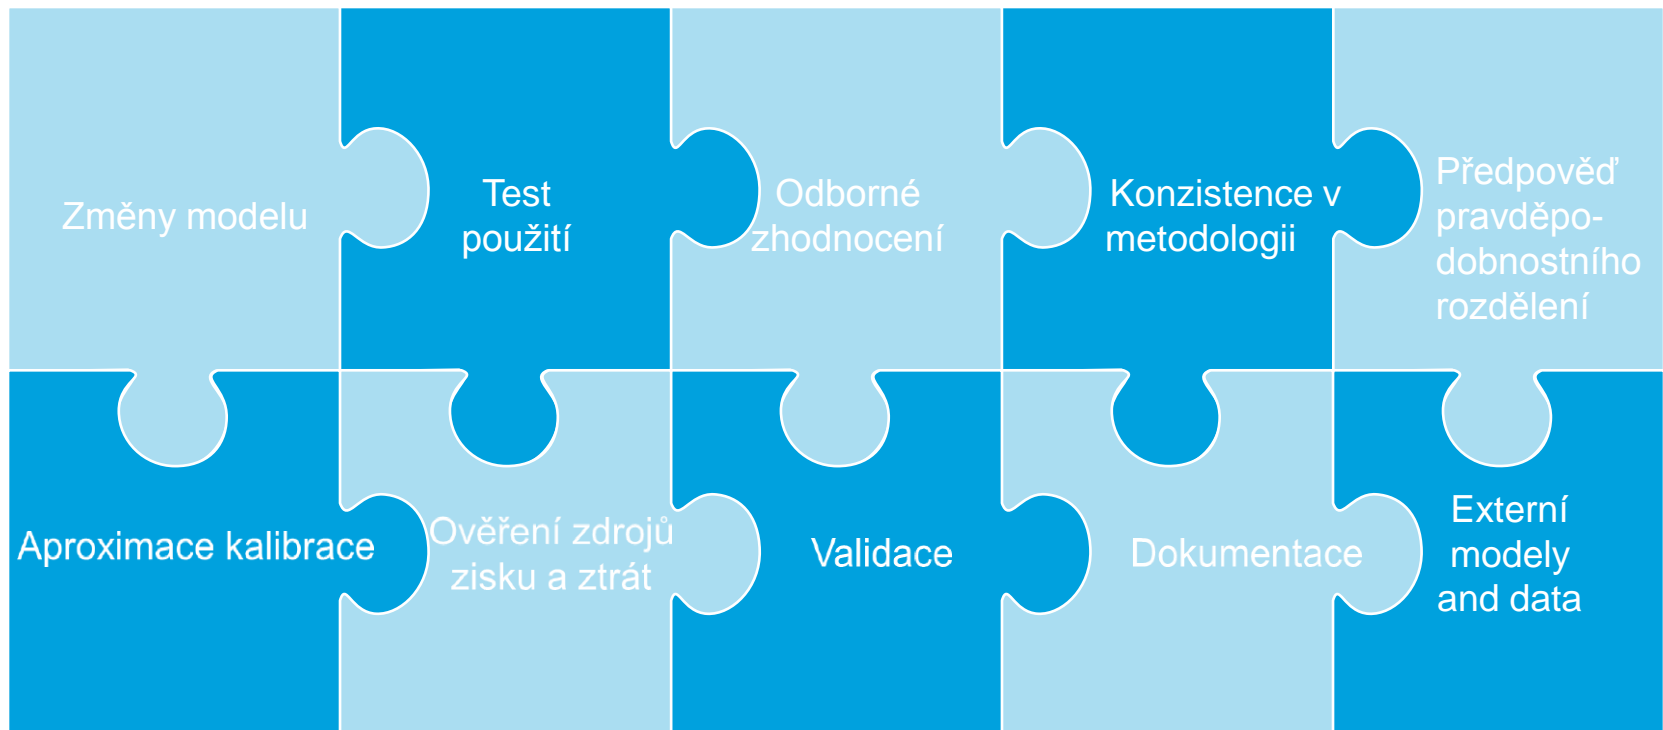 Změny modelu
Test
použití
Odborné
zhodnocení
Konzistence v
metodologii
Předpověď
pravděpo-
dobnostního
rozdělení
Aproximace kalibrace
Ověření zdrojů
zisku a ztrát
Validace
Dokumentace
Externí
modely
and data